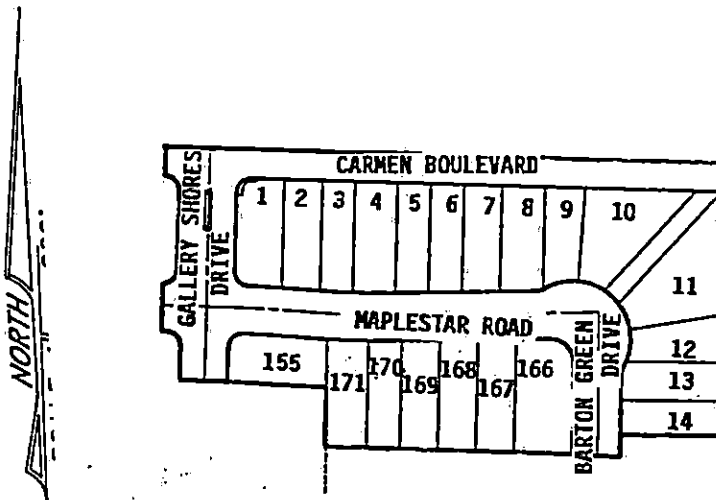 CARMEN BOULEVARD
GALLERY SHORES
DRIVE
1 2 3 4 5 6 7 8 9 10
11
MAPLESTAR ROAD
BARTON GREEN
DRIVE
12
13
14
155 171 170 169 168 167 166
NORTH